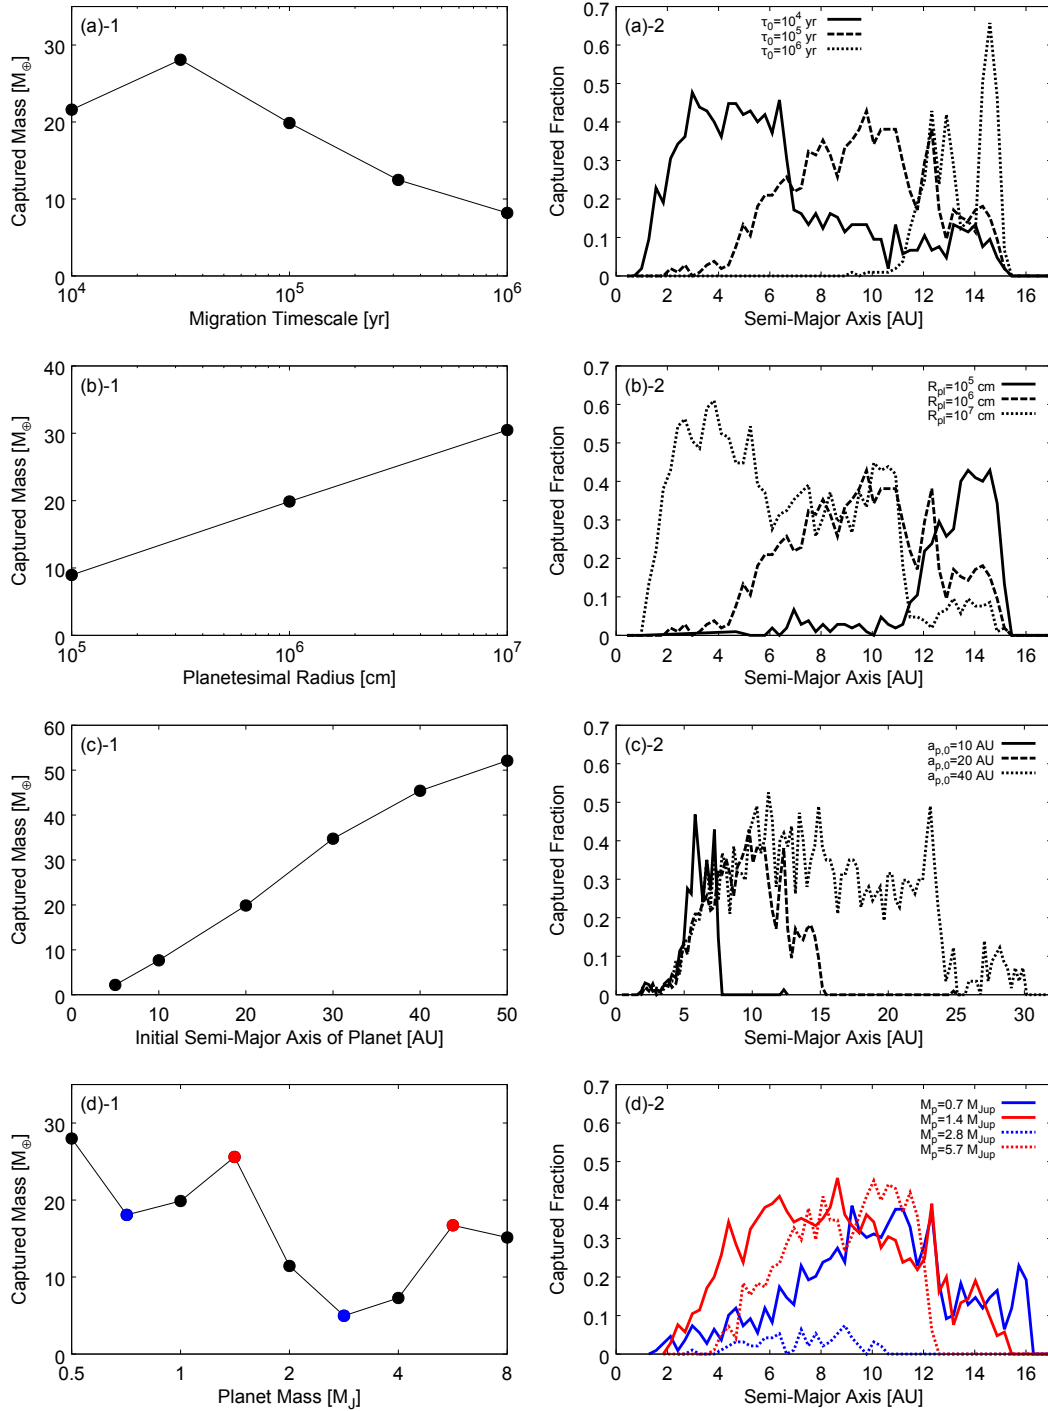 (a)-1
Captured Mass [M⊕]
30
20
10
0
10^4
10^5
10^6
Migration Timescale [yr]
(a)-2
τ0=10^4 yr
τ0=10^5 yr
τ0=10^6 yr
Captured Fraction
0.7
0.6
0.5
0.4
0.3
0.2
0.1
0
0 2 4 6 8 10 12 14 16
Semi-Major Axis [AU]
(b)-1
Captured Mass [M⊕]
40
30
20
10
0
10^5
10^6
10^7
Planetesimal Radius [cm]
(b)-2
Rpl=10^5 cm
Rpl=10^6 cm
Rpl=10^7 cm
Captured Fraction
0.7
0.6
0.5
0.4
0.3
0.2
0.1
0
0 2 4 6 8 10 12 14 16
Semi-Major Axis [AU]
(c)-1
Captured Mass [M⊕]
60
50
40
30
20
10
0
0 10 20 30 40 50
Initial Semi-Major Axis of Planet [AU]
(c)-2
ap,0=10 AU
ap,0=20 AU
ap,0=40 AU
Captured Fraction
0.7
0.6
0.5
0.4
0.3
0.2
0.1
0
0 5 10 15 20 25 30
Semi-Major Axis [AU]
(d)-1
Captured Mass [M⊕]
30
20
10
0
0.5 1 2 4 8
Planet Mass [MJ]
(d)-2
Mp=0.7 MJup
Mp=1.4 MJup
Mp=2.8 MJup
Mp=5.7 MJup
Captured Fraction
0.7
0.6
0.5
0.4
0.3
0.2
0.1
0
0 2 4 6 8 10 12 14 16
Semi-Major Axis [AU]